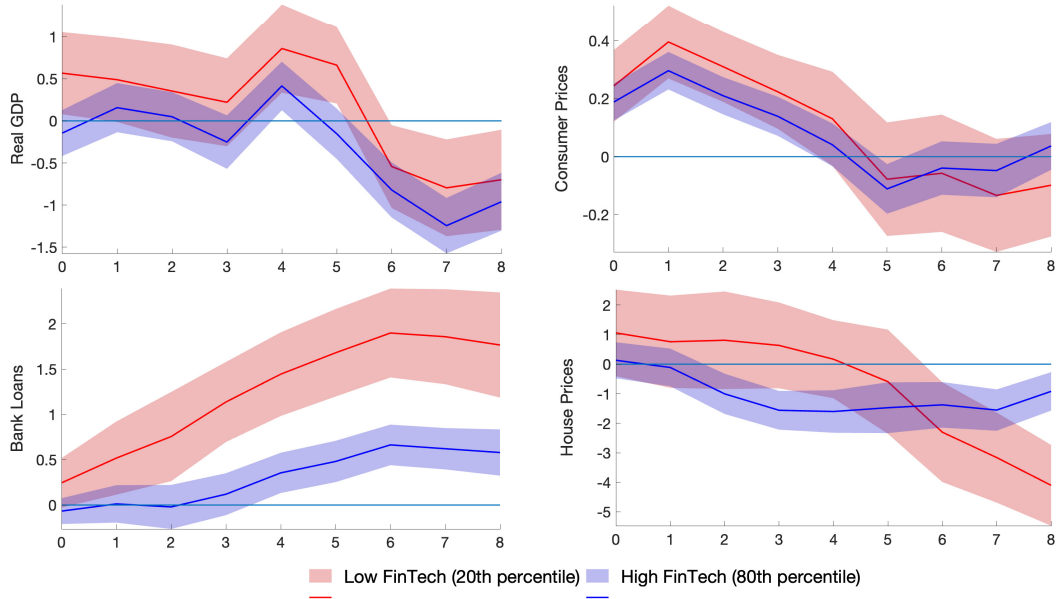 Real GDP
1
0.5
0
-0.5
-1
-1.5
0 1 2 3 4 5 6 7 8
Consumer Prices
0.4
0.2
0
-0.2
0 1 2 3 4 5 6 7 8
Bank Loans
2
1.5
1
0.5
0
0 1 2 3 4 5 6 7 8
House Prices
2
1
0
-1
-2
-3
-4
-5
0 1 2 3 4 5 6 7 8
Low FinTech (20th percentile) High FinTech (80th percentile)